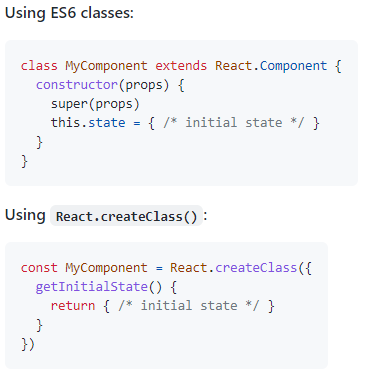 Using ES6 classes:
class MyComponent extends React.Component {
  constructor(props) {
    super(props)
    this.state = { /* initial state */ }
  }
}
Using React.createClass():
const MyComponent = React.createClass({
  getInitialState() {
    return { /* initial state */ }
  }
})